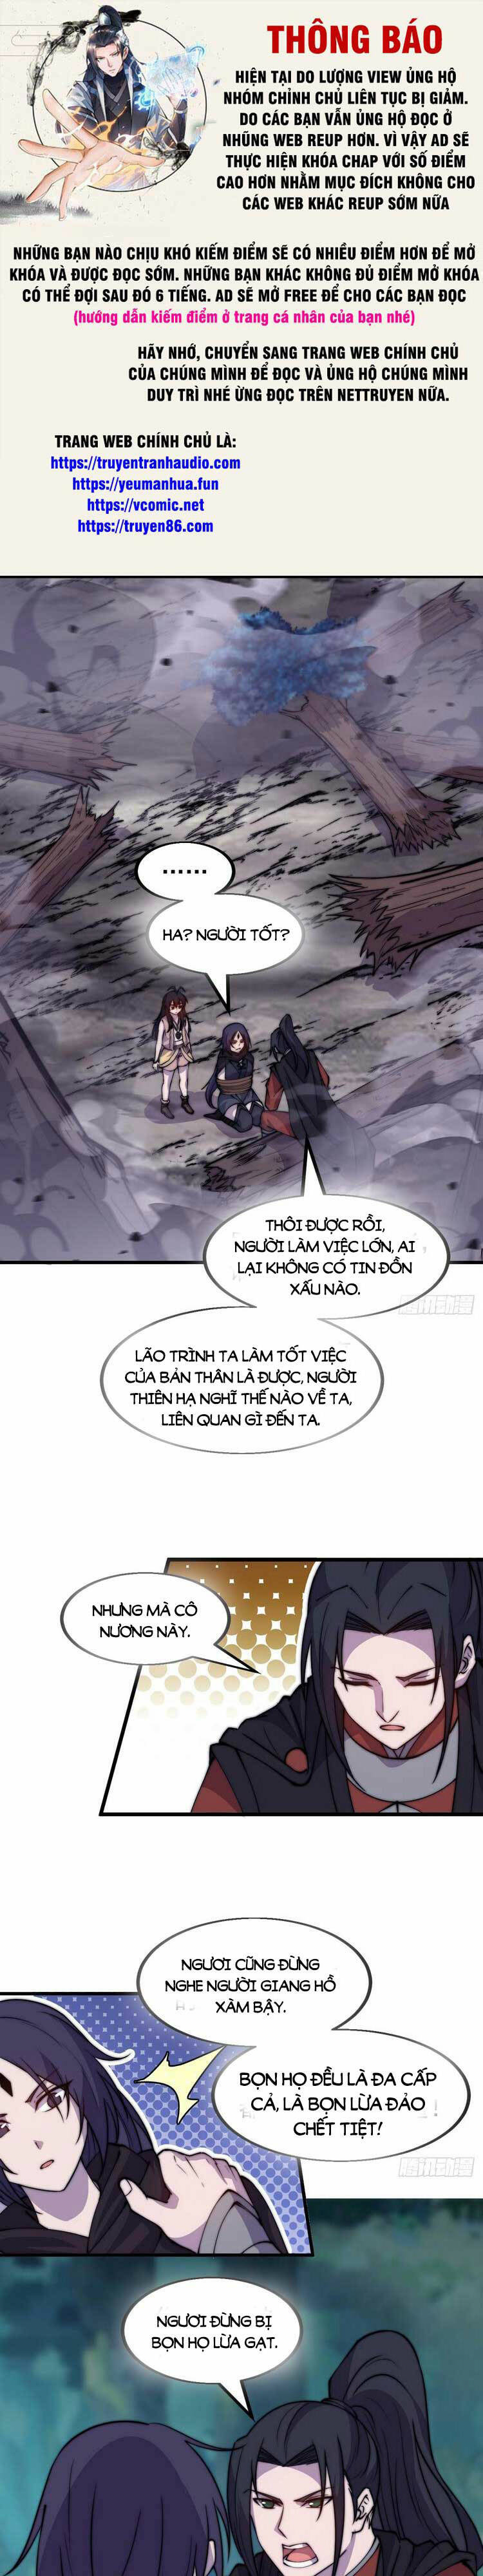 THÔNG BÁO
HIỆN TẠI DO LƯỢNG VIEW ỦNG HỘ
NHÓM CHỈNH CHỦ LIÊN TỤC BỊ GIẢM.
DO CÁC BẠN VẪN ỦNG HỘ ĐỌC Ở
NHŨNG WEB REUP HƠN. VÌ VẬY AD SẼ
THỰC HIỆN KHÓA CHAP VỚI SỐ ĐIỂM
CAO HƠN NHẰM MỤC ĐÍCH KHÔNG CHO
CÁC WEB KHÁC REUP SỚM NỮA
NHỮNG BẠN NÀO CHỊU KHÓ KIẾM ĐIỂM SẼ CÓ NHIỀU ĐIỂM HƠN ĐỂ MỞ
KHÓA VÀ ĐƯỢC ĐỌC SỚM. NHỮNG BẠN KHÁC KHÔNG ĐỦ ĐIỂM MỞ KHÓA
CÓ THỂ ĐỢI SAU ĐÓ 6 TIẾNG. AD SẼ MỞ FREE ĐỂ CHO CÁC BẠN ĐỌC
(hướng dẫn kiếm điểm ở trang cá nhân của bạn nhé)
HÃY NHỚ, CHUYỂN SANG TRANG WEB CHÍNH CHỦ
CỦA CHÚNG MÌNH ĐỂ ĐỌC VÀ ỦNG HỘ CHÚNG MÌNH
DUY TRÌ NHÉ ỪNG ĐỌC TRÊN NETTRUYEN NỮA.
TRANG WEB CHÍNH CHỦ LÀ:
https://truyentranhaudio.com
https://yeumanhua.fun
https://vcomic.net
https://truyen86.com
......
HA? NGƯỜI TỐT?
THÔI ĐƯỢC RỒI,
NGƯỜI LÀM VIỆC LỚN, AI
LẠI KHÔNG CÓ TIN ĐỒN
XẤU NÀO.
腾讯动漫
LÃO TRÌNH TA LÀM TỐT VIỆC
CỦA BẢN THÂN LÀ ĐƯỢC, NGƯỜI
THIÊN HẠ NGHĨ THẾ NÀO VỀ TA,
LIÊN QUAN GÌ ĐẾN TA.
NHƯNG MÀ CÔ
NƯƠNG NÀY.
NGƯƠI CŨNG ĐỪNG
NGHE NGƯỜI GIANG HỒ
XÀM BẬY.
BỌN HỌ ĐỀU LÀ ĐA CẤP
CẢ, LÀ BỌN LỪA ĐẢO
CHẾT TIỆT!
腾讯动漫
NGƯƠI ĐỪNG BỊ
BỌN HỌ LỪA GẠT.